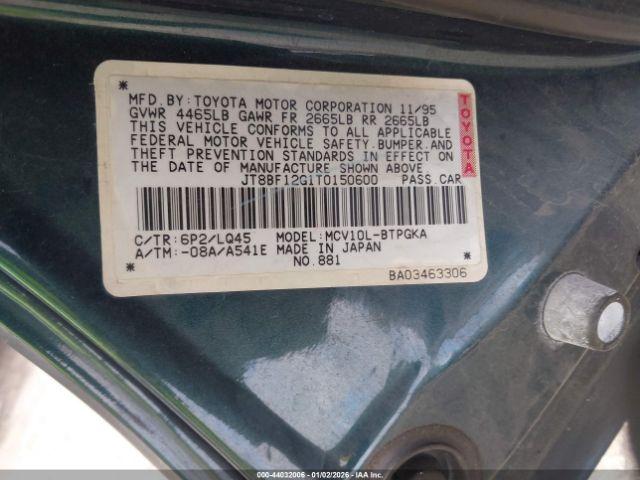 MFD.BY:TOYOTA MOTOR CORPORATION 11/95
GVWR 4465LB GAWR FR 2665LB RR 2665LB
THIS VEHICLE CONFORMS TO ALL APPLICABLE
FEDERAL MOTOR VEHICLE SAFETY.BUMPER,AND
THEFT PREVENTION STANDARDS IN EFFECT ON
THE DATE OF MANUFACTURE SHOWN ABOVE
JT8BF12G1T0150600 PASS.CAR
TOYOTA
C/TR:6P2/LQ45 MODEL:MCV10L-BTPGKA
A/TM:-08A/A541E MADE IN JAPAN
NO.881
BA03463306
000-44032006 - 01/02/2026 - IAAI.COM